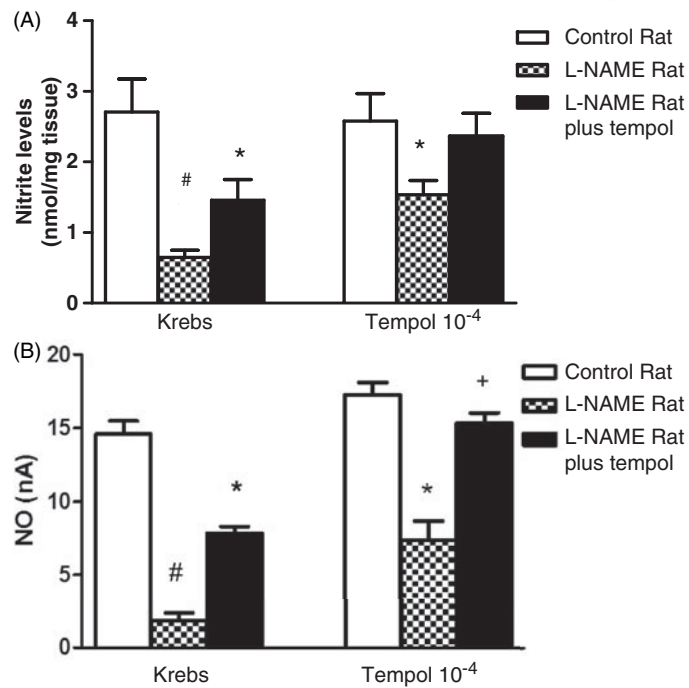 (A)
4
3
2
1
0
Nitrite levels
(nmol/mg tissue)
#
*
*
Krebs
Tempol 10⁻⁴
Control Rat
L-NAME Rat
L-NAME Rat
plus tempol
(B)
20
15
10
5
0
NO (nA)
#
*
*
+
Krebs
Tempol 10⁻⁴
Control Rat
L-NAME Rat
L-NAME Rat
plus tempol